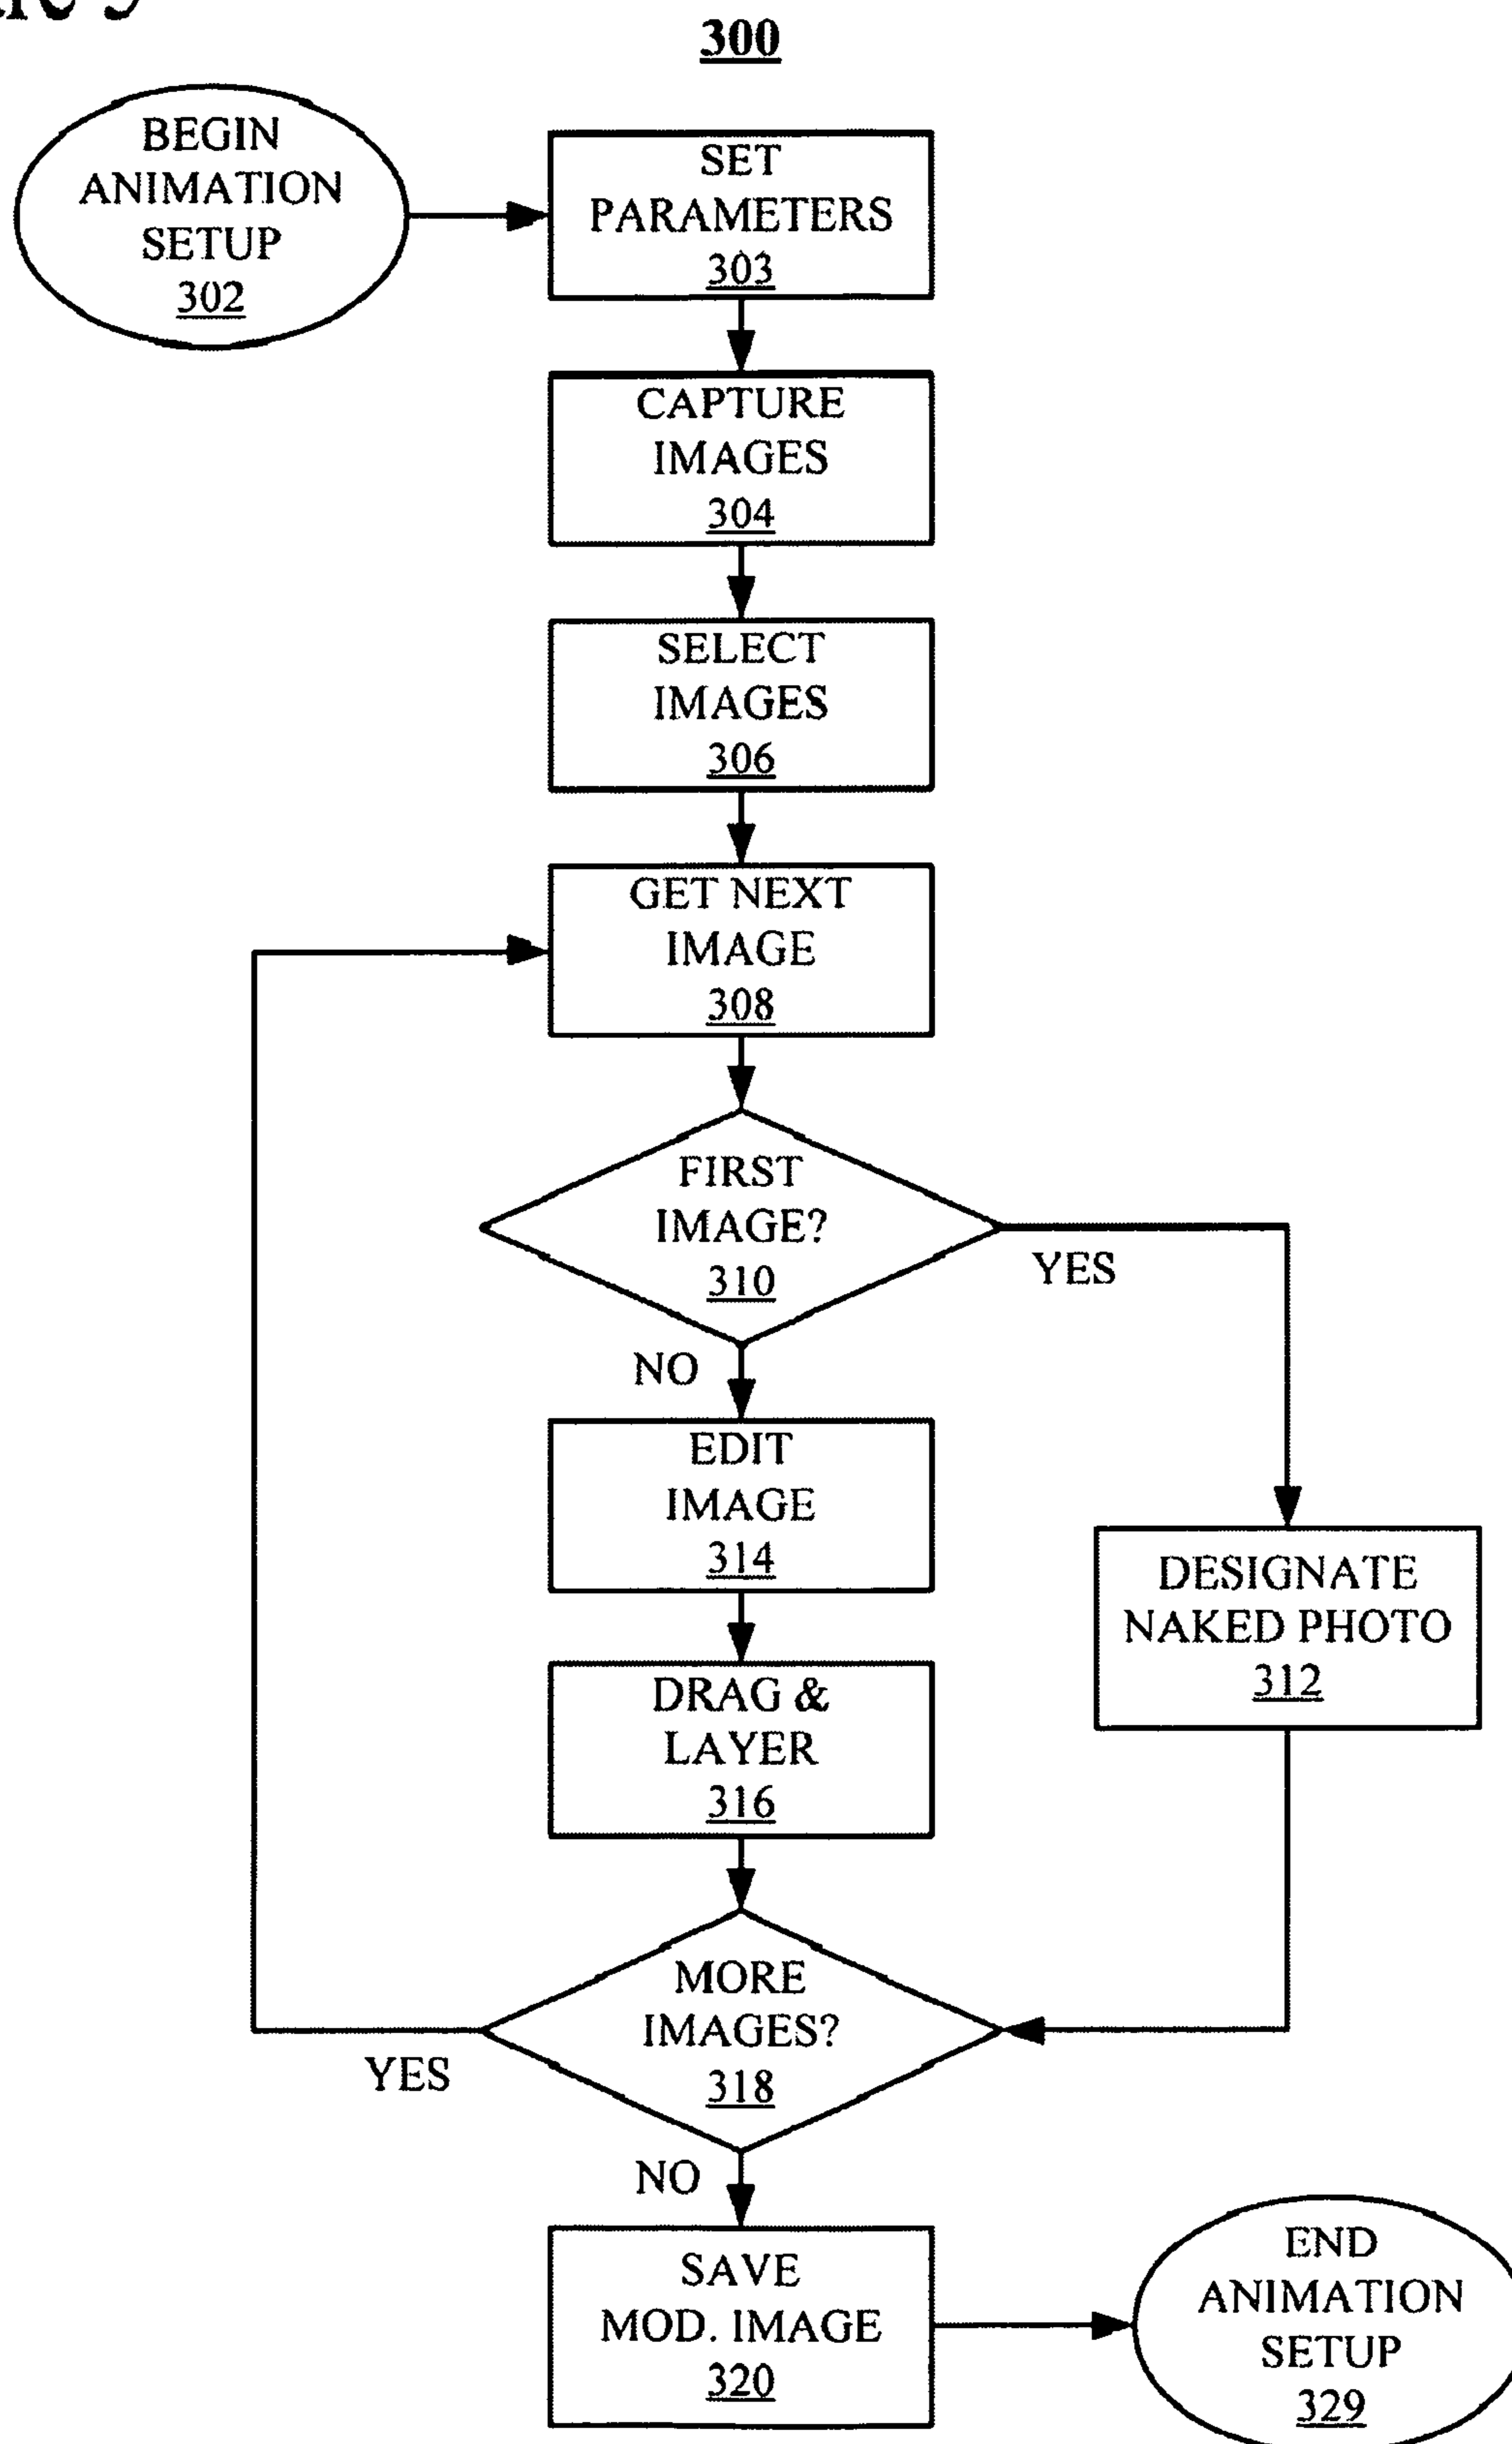 300
BEGIN
ANIMATION
SETUP
302
SET
PARAMETERS
303
CAPTURE
IMAGES
304
SELECT
IMAGES
306
GET NEXT
IMAGE
308
FIRST
IMAGE?
310
YES
NO
EDIT
IMAGE
314
DESIGNATE
NAKED PHOTO
312
DRAG &
LAYER
316
MORE
IMAGES?
318
YES
NO
SAVE
MOD. IMAGE
320
END
ANIMATION
SETUP
329